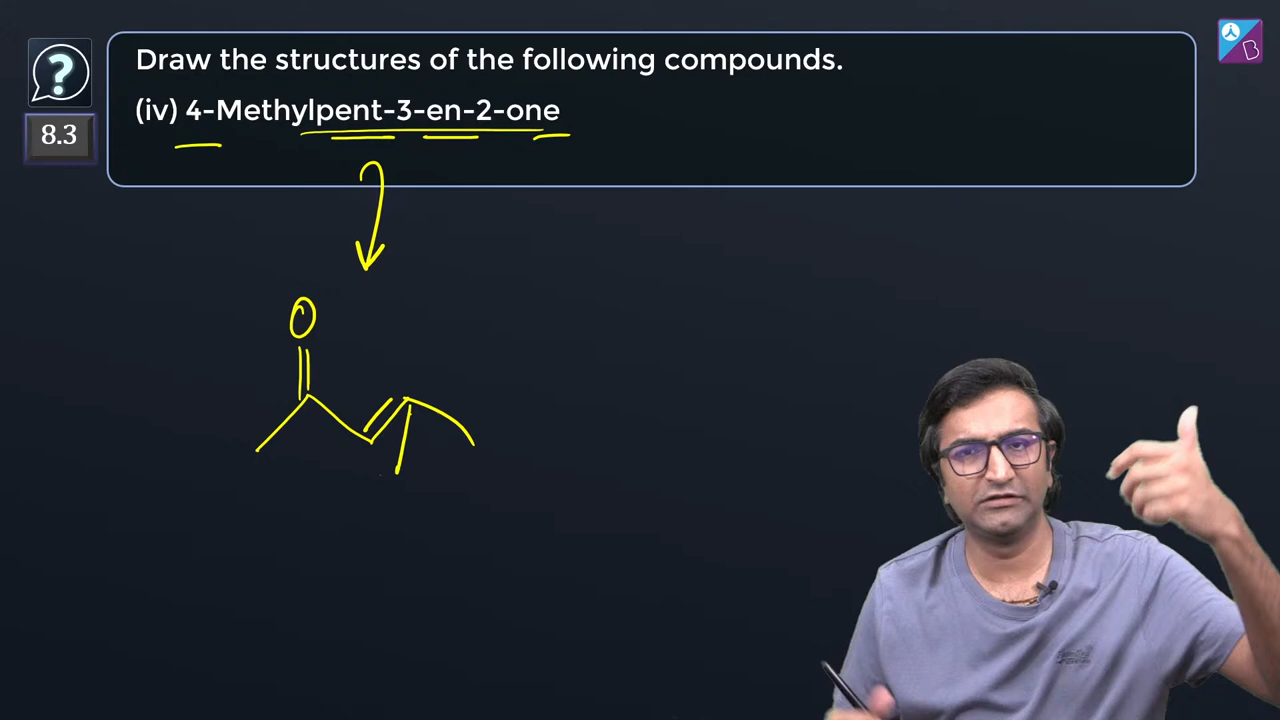 Draw the structures of the following compounds.
(iv) 4-Methylpent-3-en-2-one
8.3
O